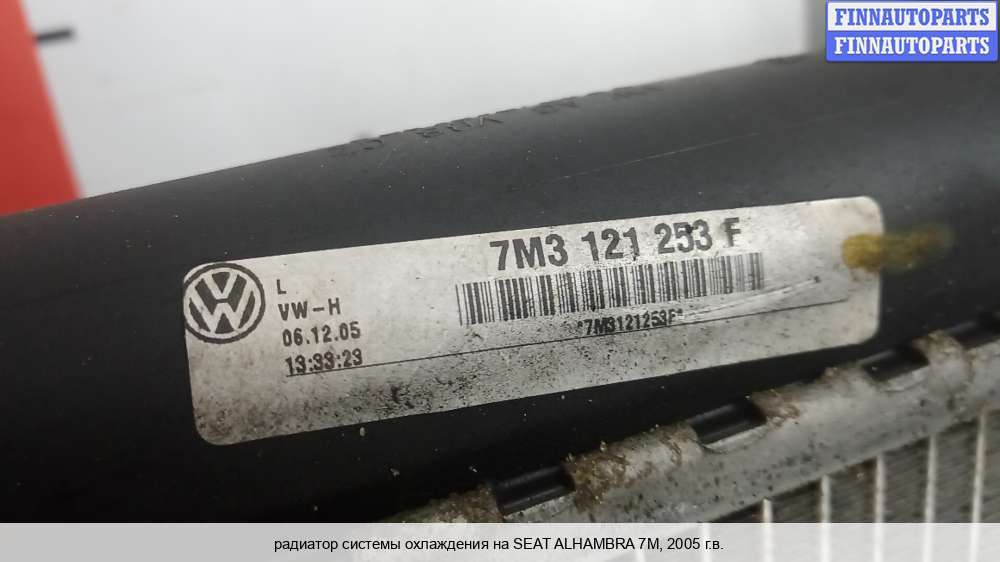 FINNAUTOPARTS
FINNAUTOPARTS
7M3 121 253 F
L
VW-H
06.12.05
13:33:23
*7M3121253F*
радиатор системы охлаждения на SEAT ALHAMBRA 7M, 2005 г.в.